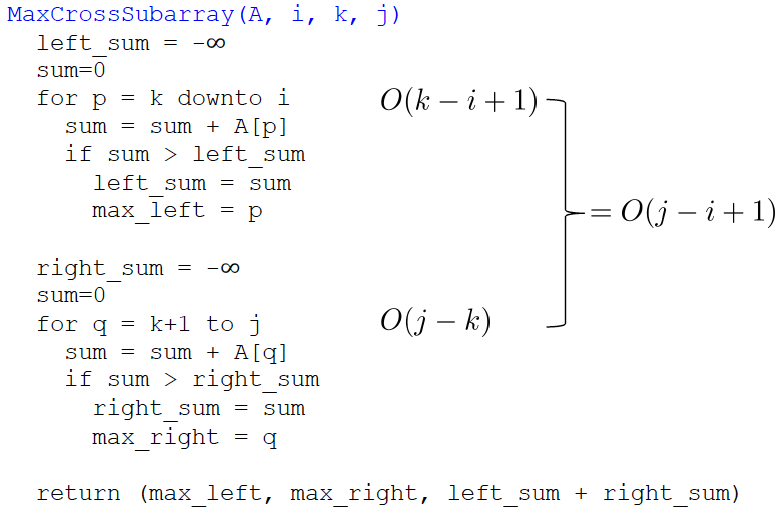 MaxCrossSubarray(A, i, k, j)
left_sum = -∞
sum=0
for p = k downto i O(k − i + 1)
sum = sum + A[p]
if sum > left_sum
left_sum = sum
max_left = p
= O(j − i + 1)
right_sum = -∞
sum=0
for q = k+1 to j O(j − k)
sum = sum + A[q]
if sum > right_sum
right_sum = sum
max_right = q
return (max_left, max_right, left_sum + right_sum)